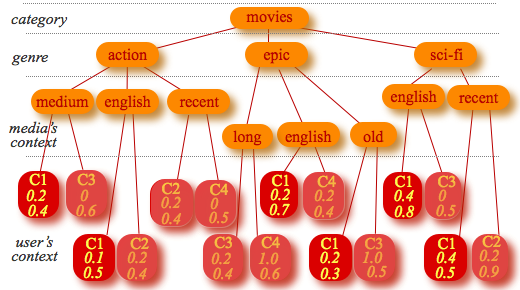 category
movies
genre
action
epic
sci-fi
medium
english
recent
english
recent
media's
context
long
english
old
C1
0.2
0.4
C3
0
0.6
C2
0.2
0.4
C4
0
0.5
C1
0.2
0.7
C4
0.2
0.4
C1
0.4
0.8
C3
0
0.5
user's
context
C1
0.1
0.5
C2
0.2
0.4
C3
0.2
0.4
C4
1.0
0.6
C1
0.2
0.3
C3
1.0
0.5
C1
0.4
0.5
C2
0.2
0.9